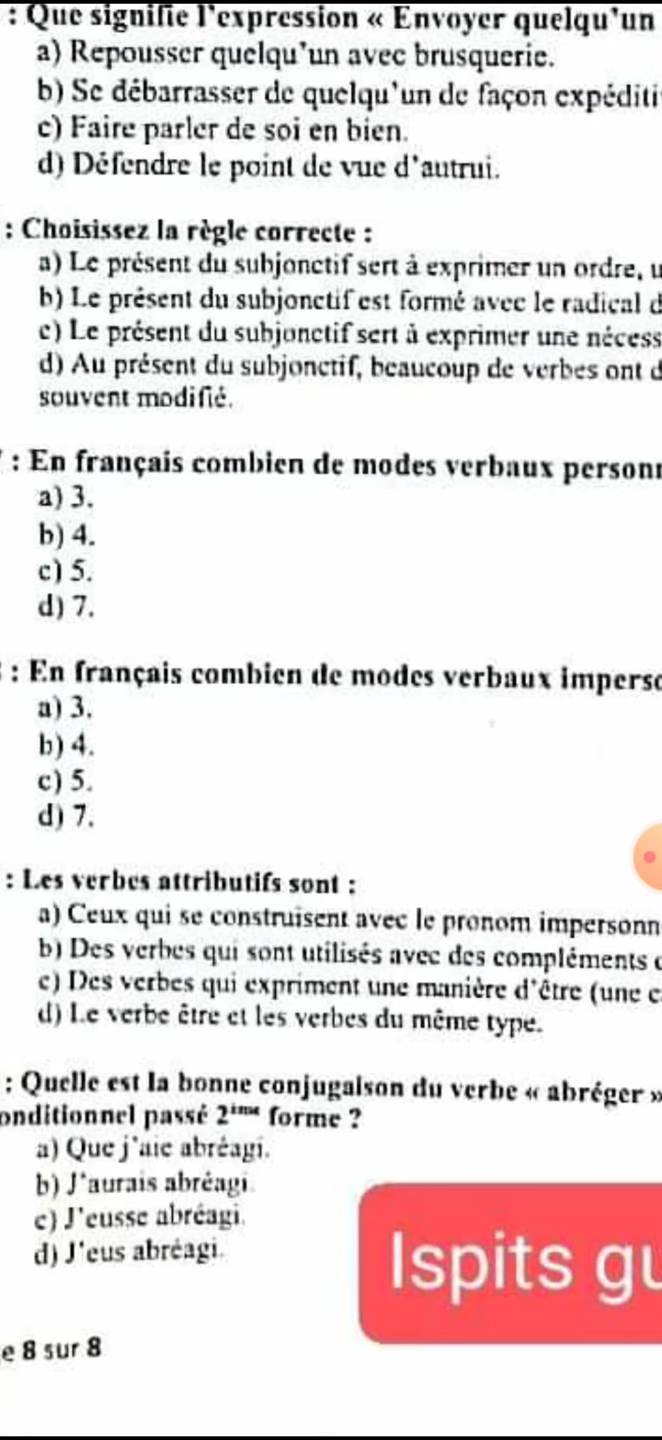 : Que signifie l'expression « Envoyer quelqu'un
a) Repousser quelqu'un avec brusquerie.
b) Se débarrasser de quelqu'un de façon expéditi
c) Faire parler de soi en bien.
d) Défendre le point de vue d'autrui.
: Choisissez la règle correcte :
a) Le présent du subjonctif sert à exprimer un ordre, u
b) Le présent du subjonctif est formé avec le radical d
c) Le présent du subjonctif sert à exprimer une nécess
d) Au présent du subjonctif, beaucoup de verbes ont d
souvent modifié.
: En français combien de modes verbaux person
a) 3.
b) 4.
c) 5.
d) 7.
: En français combien de modes verbaux imperso
a) 3.
b) 4.
c) 5.
d) 7.
: Les verbes attributifs sont :
a) Ceux qui se construisent avec le pronom impersonn
b) Des verbes qui sont utilisés avec des compléments
c) Des verbes qui expriment une manière d'être (une c
d) Le verbe être et les verbes du même type.
: Quelle est la bonne conjugaison du verbe « abréger »
onditionnel passé 2ième forme ?
a) Que j'aie abréagi.
b) J'aurais abréagi.
c) J'eusse abréagi.
d) J'eus abréagi.
Ispits gu
e 8 sur 8